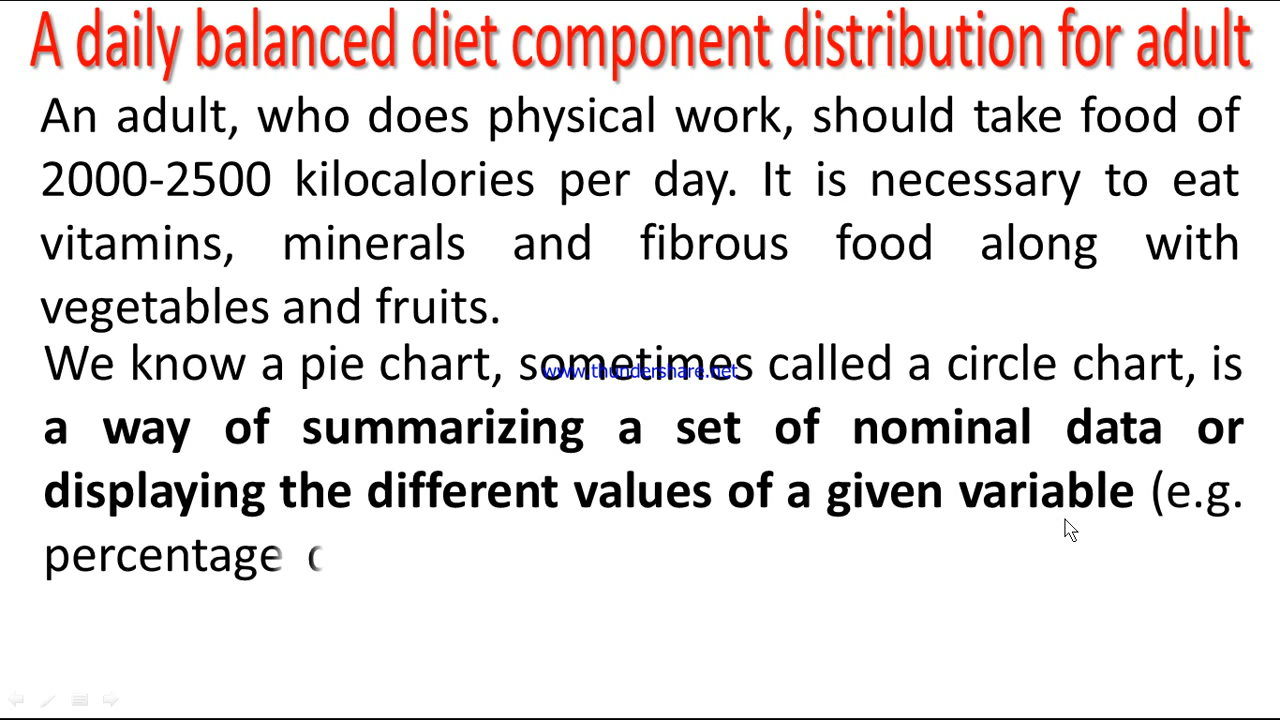 A daily balanced diet component distribution for adult
An adult, who does physical work, should take food of
2000-2500 kilocalories per day. It is necessary to eat
vitamins, minerals and fibrous food along with
vegetables and fruits.
We know a pie chart, sometimes called a circle chart, is
www.thundershare.net
a way of summarizing a set of nominal data or
displaying the different values of a given variable (e.g.
percentage